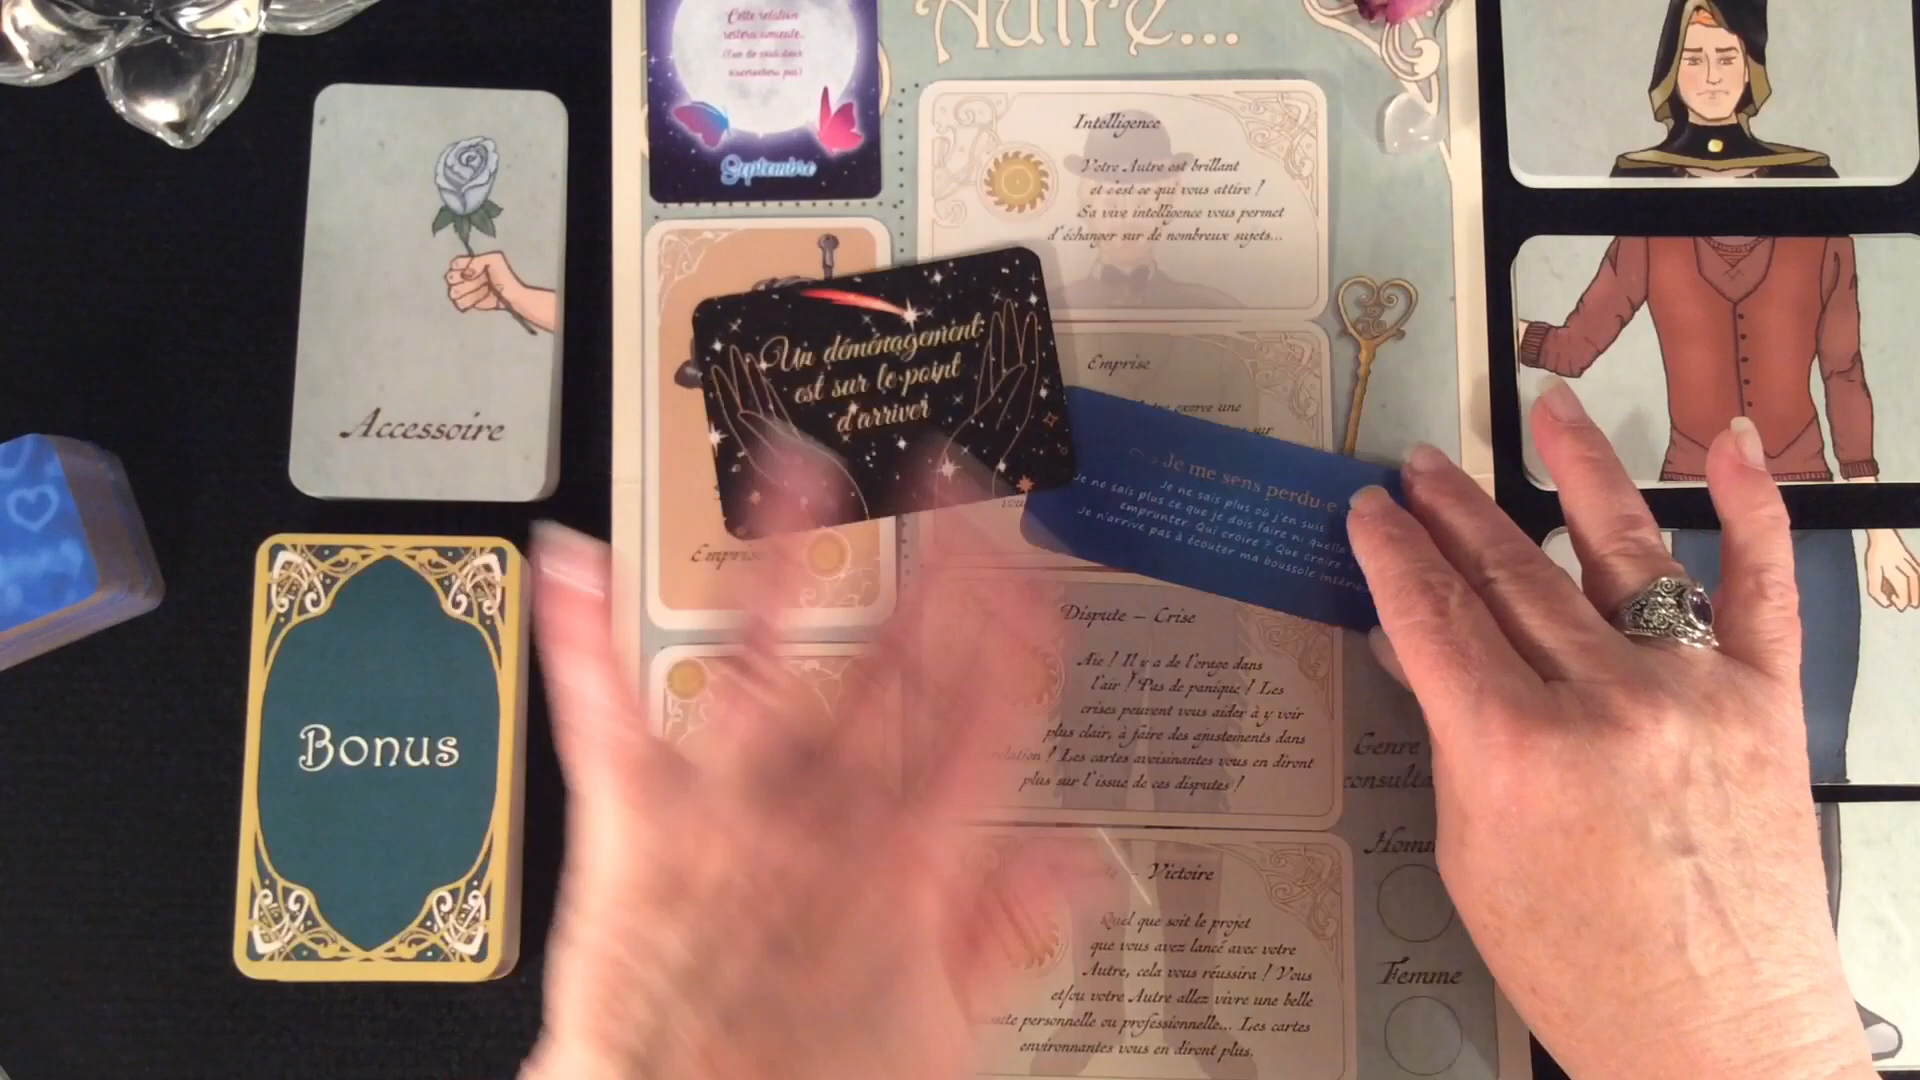 Autre...
Cette relation
restera
Septembre
Intelligence
Votre Autre est brillant
et c'est ce qui vous attire !
Sa vive intelligence vous permet
d'échanger sur de nombreux sujets...
Accessoire
Un déménagement
est sur le point
d'arriver
Emprise
exerce une
sur
Je me sens perdu·e
Je ne sais plus où j'en suis
Je ne sais plus ce que je dois faire ni quelle
emprunter. Qui croire ? Que croire ?
Je n'arrive pas à écouter ma boussole
Emprise
Dispute – Crise
Aïe ! Il y a de l'orage dans
l'air ! Pas de panique ! Les
crises peuvent vous aider à y voir
plus clair, à faire des ajustements dans
relation ! Les cartes avoisinantes vous en diront
plus sur l'issue de ces disputes !
Bonus
Genre
Homme
Femme
– Victoire
Quel que soit le projet
que vous avez lancé avec votre
Autre, cela vous réussira ! Vous
et/ou votre Autre allez vivre une belle
personnelle ou professionnelle... Les cartes
environnantes vous en diront plus.